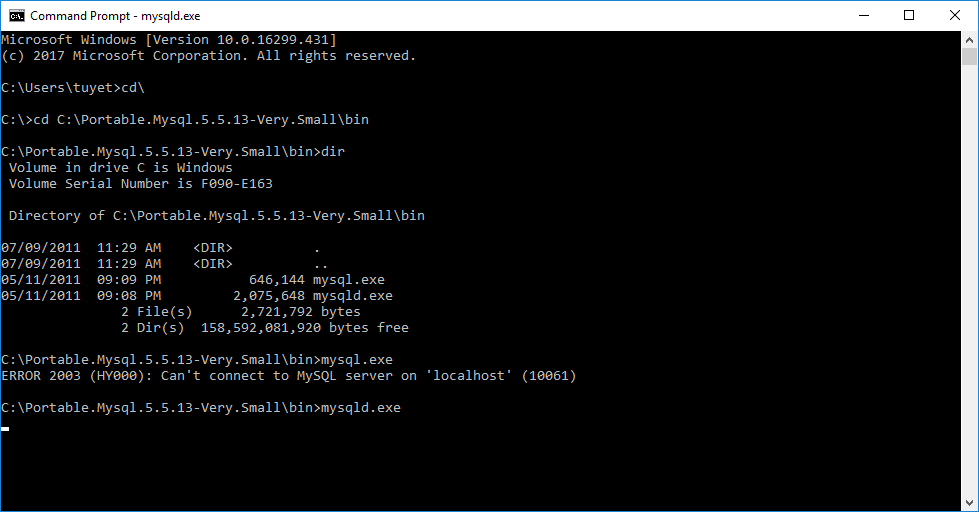 Command Prompt - mysqld.exe
Microsoft Windows [Version 10.0.16299.431]
(c) 2017 Microsoft Corporation. All rights reserved.
C:\Users\tuyet>cd\
C:\>cd C:\Portable.Mysql.5.5.13-Very.Small\bin
C:\Portable.Mysql.5.5.13-Very.Small\bin>dir
 Volume in drive C is Windows
 Volume Serial Number is F090-E163
 Directory of C:\Portable.Mysql.5.5.13-Very.Small\bin
07/09/2011  11:29 AM    <DIR>          .
07/09/2011  11:29 AM    <DIR>          ..
05/11/2011  09:09 PM           646,144 mysql.exe
05/11/2011  09:08 PM         2,075,648 mysqld.exe
               2 File(s)      2,721,792 bytes
               2 Dir(s)  158,592,081,920 bytes free
C:\Portable.Mysql.5.5.13-Very.Small\bin>mysql.exe
ERROR 2003 (HY000): Can't connect to MySQL server on 'localhost' (10061)
C:\Portable.Mysql.5.5.13-Very.Small\bin>mysqld.exe